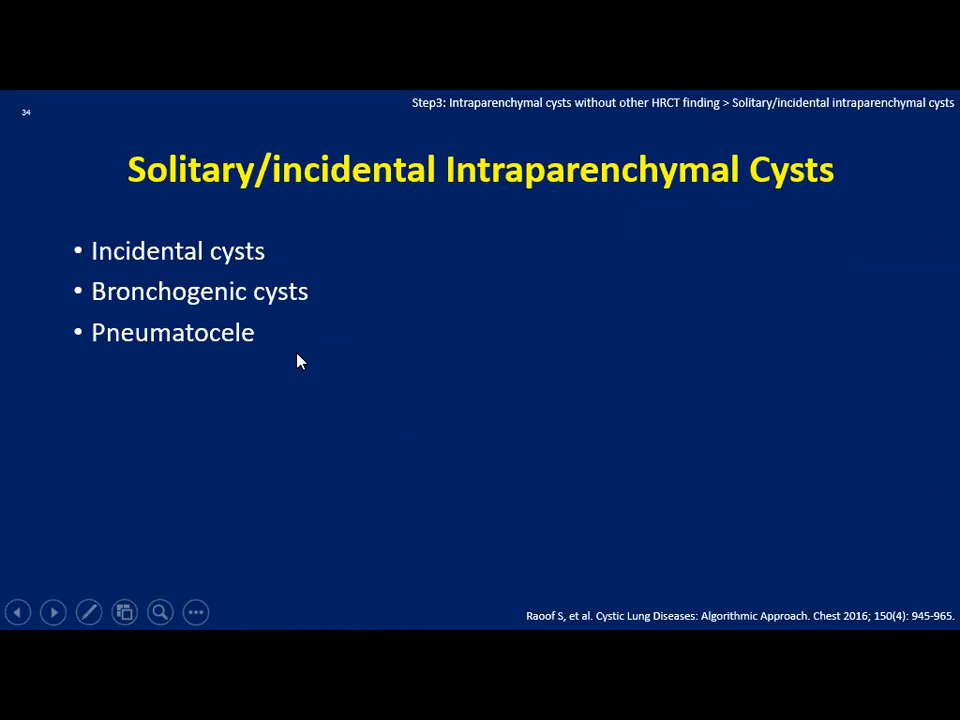 Step3: Intraparenchymal cysts without other HRCT finding > Solitary/incidental intraparenchymal cysts
34
Solitary/incidental Intraparenchymal Cysts
• Incidental cysts
• Bronchogenic cysts
• Pneumatocele
Raoof S, et al. Cystic Lung Diseases: Algorithmic Approach. Chest 2016; 150(4): 945-965.